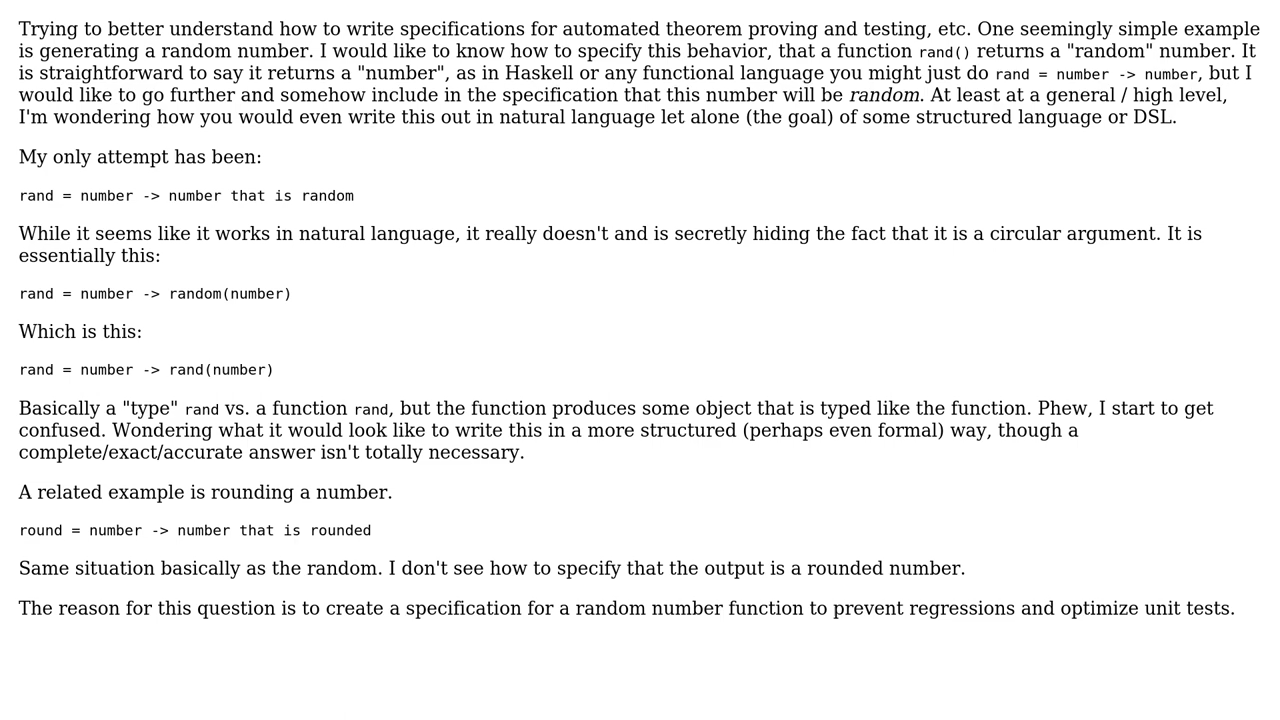 Trying to better understand how to write specifications for automated theorem proving and testing, etc. One seemingly simple example
is generating a random number. I would like to know how to specify this behavior, that a function rand() returns a "random" number. It
is straightforward to say it returns a "number", as in Haskell or any functional language you might just do rand = number -> number, but I
would like to go further and somehow include in the specification that this number will be random. At least at a general / high level,
I'm wondering how you would even write this out in natural language let alone (the goal) of some structured language or DSL.
My only attempt has been:
rand = number -> number that is random
While it seems like it works in natural language, it really doesn't and is secretly hiding the fact that it is a circular argument. It is
essentially this:
rand = number -> random(number)
Which is this:
rand = number -> rand(number)
Basically a "type" rand vs. a function rand, but the function produces some object that is typed like the function. Phew, I start to get
confused. Wondering what it would look like to write this in a more structured (perhaps even formal) way, though a
complete/exact/accurate answer isn't totally necessary.
A related example is rounding a number.
round = number -> number that is rounded
Same situation basically as the random. I don't see how to specify that the output is a rounded number.
The reason for this question is to create a specification for a random number function to prevent regressions and optimize unit tests.